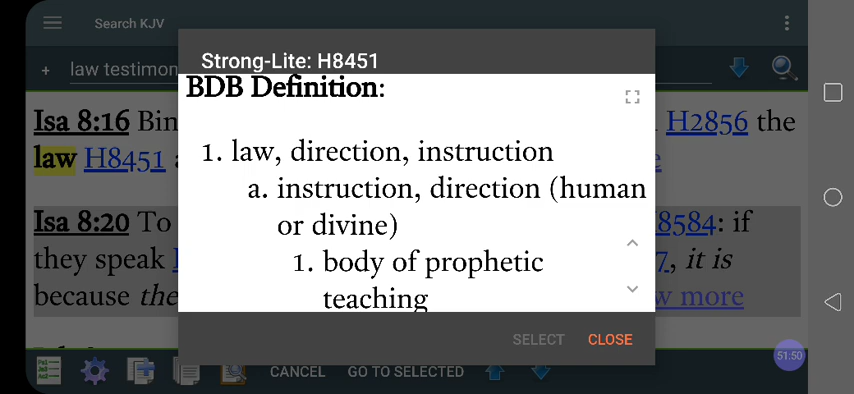 Search KJV
+ law testimon
Strong-Lite: H8451
BDB Definition:
1. law, direction, instruction
a. instruction, direction (human
or divine)
1. body of prophetic
teaching
SELECT CLOSE
Isa 8:16 Bin H2856 the
law H8451
Isa 8:20 To 8584: if
they speak 7, it is
because the w more
CANCEL GO TO SELECTED
51:50